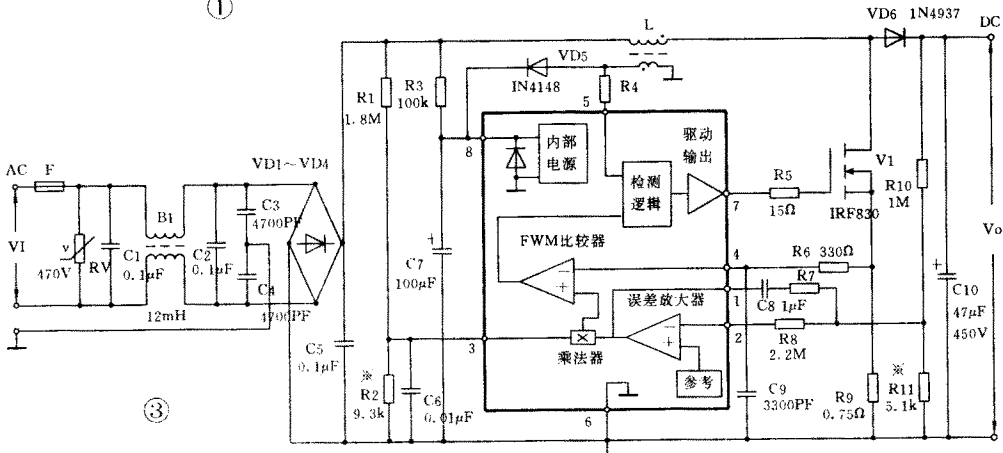 ①
VD6 1N4937
DC
L
VD5
IN4148
R4
R1
1.8M
R3
100k
5
8
内部
电源
驱动
输出
检测
逻辑
7
R5
15Ω
V1
IRF830
R10
1M
Vo
AC
F
VD1~VD4
C3
4700PF
B1
VI
v
470V
RV
C1
0.1μF
C2
0.1μF
C4
4700PF
12mH
+
C7
100μF
FWM比较器
4
R6 330Ω
R7
1
C8 1μF
误差放大器
+
C10
47μF
450V
3
乘法器
2
R8
2.2M
参考
C5
0.1μF
※
R2
9.3k
C6
0.01μF
6
C9
3300PF
R9
0.75Ω
※
R11
5.1k
③